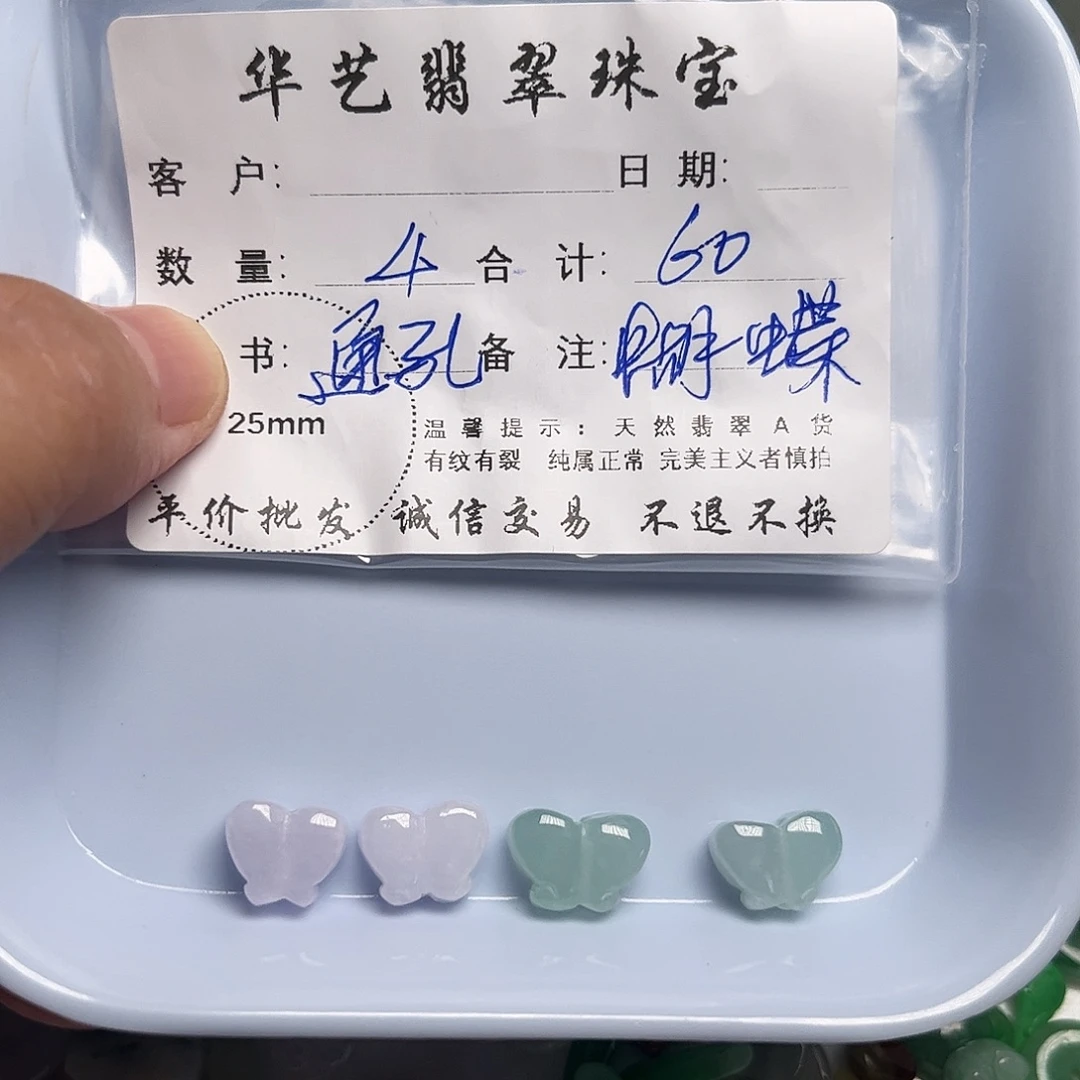 华艺翡翠珠宝
客 户: 日 期:
数 量: 4 合 计: 60
书: 通孔 备 注: 蝴蝶
25mm
温馨提示: 天然翡翠A货
有纹有裂 纯属正常 完美主义者慎拍
平价批发 诚信交易 不退不换